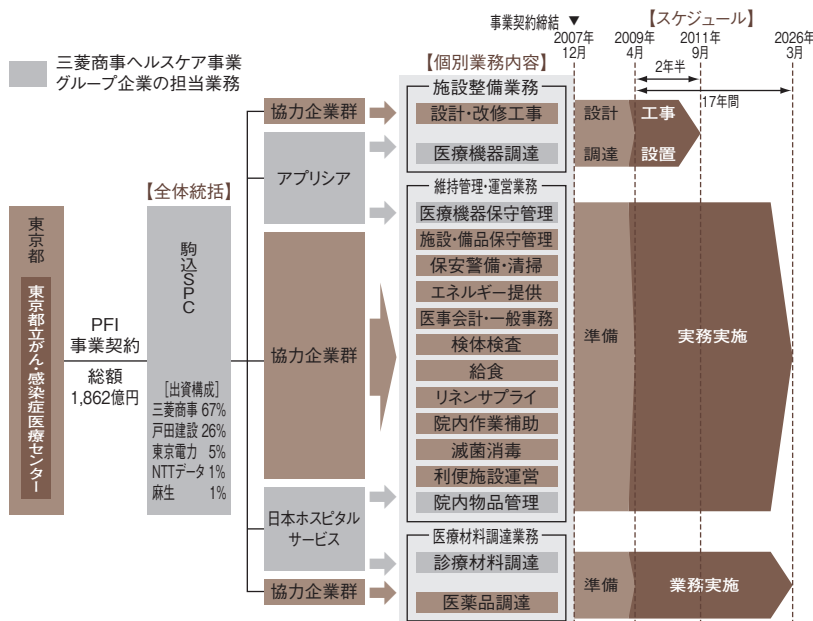 三菱商事ヘルスケア事業
グループ企業の担当業務
事業契約締結 ▼
【スケジュール】
2007年
12月
2009年
4月
2011年
9月
2026年
3月
2年半
17年間
【個別業務内容】
【全体統括】
東京都
東京都立がん・感染症医療センター
PFI
事業契約
総額
1,862億円
駒込SPC
[出資構成]
三菱商事 67%
戸田建設 26%
東京電力 5%
NTTデータ 1%
麻生 1%
協力企業群
アプリシア
協力企業群
日本ホスピタル
サービス
協力企業群
施設整備業務
設計・改修工事
医療機器調達
維持管理・運営業務
医療機器保守管理
施設・備品保守管理
保安警備・清掃
エネルギー提供
医事会計・一般事務
検体検査
給食
リネンサプライ
院内作業補助
滅菌消毒
利便施設運営
院内物品管理
医療材料調達業務
診療材料調達
医薬品調達
設計
工事
調達
設置
準備
実務実施
準備
業務実施